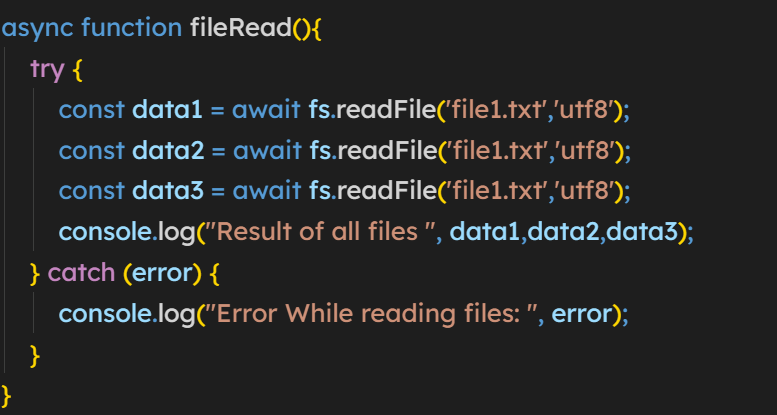 async function fileRead(){
try {
const data1 = await fs.readFile('file1.txt','utf8');
const data2 = await fs.readFile('file1.txt','utf8');
const data3 = await fs.readFile('file1.txt','utf8');
console.log("Result of all files ", data1,data2,data3);
} catch (error) {
console.log("Error While reading files: ", error);
}
}